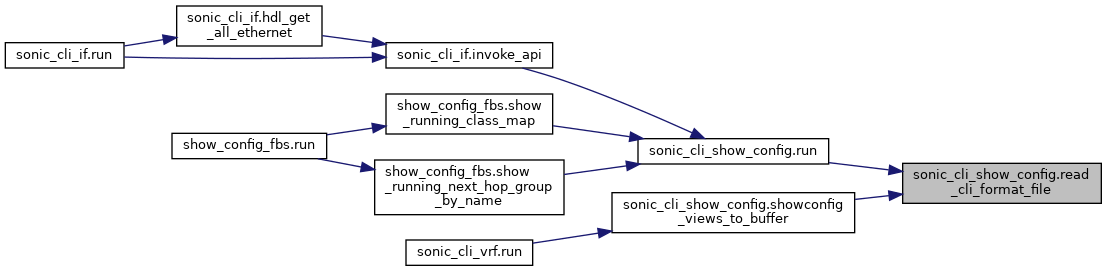 sonic_cli_if.hdl_get
_all_ethernet
sonic_cli_if.run
sonic_cli_if.invoke_api
show_config_fbs.show
_running_class_map
show_config_fbs.run
sonic_cli_show_config.run
show_config_fbs.show
_running_next_hop_group
_by_name
sonic_cli_show_config.read
_cli_format_file
sonic_cli_show_config.showconfig
_views_to_buffer
sonic_cli_vrf.run